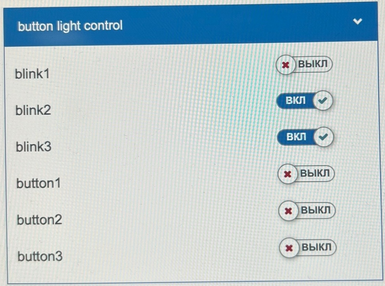 button light control
blink1 ВЫКЛ
blink2 ВКЛ
blink3 ВКЛ
button1 ВЫКЛ
button2 ВЫКЛ
button3 ВЫКЛ